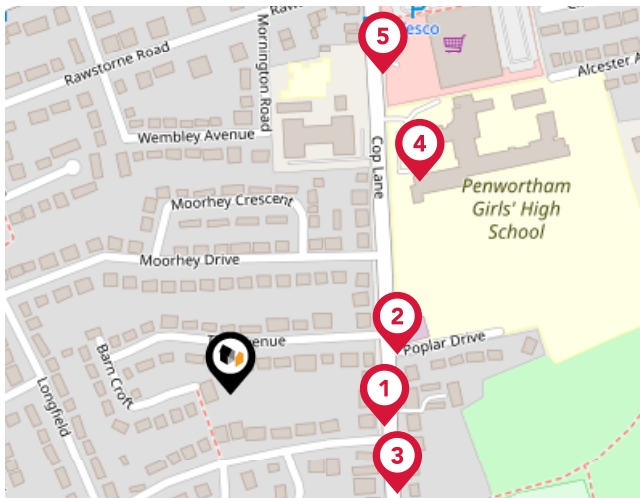 5
esco
Rawstorne Road
Mornington Road
Alcester A
Wembley Avenue
Cop Lane
4
Penwortham
Girls' High
School
Moorhey Crescent
Moorhey Drive
2
enue
Poplar Drive
Barn Croft
Longfield
1
3